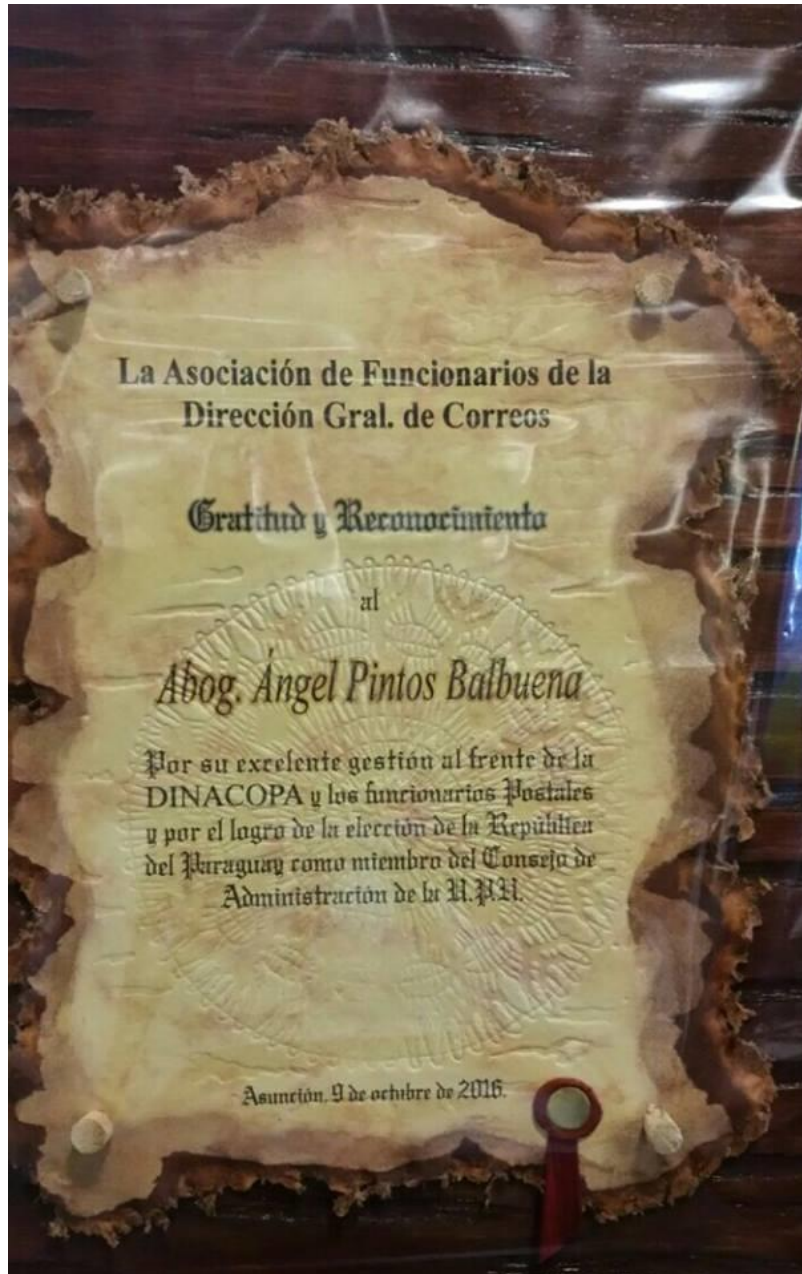 La Asociación de Funcionarios de la
Dirección Gral. de Correos
Gratitud y Reconocimiento
al
Abog. Ángel Pintos Balbuena
Por su excelente gestión al frente de la
DINACOPA y los funcionarios Postales
y por el logro de la elección de la República
del Paraguay como miembro del Consejo de
Administración de la U.P.U.
Asunción, 9 de octubre de 2016.